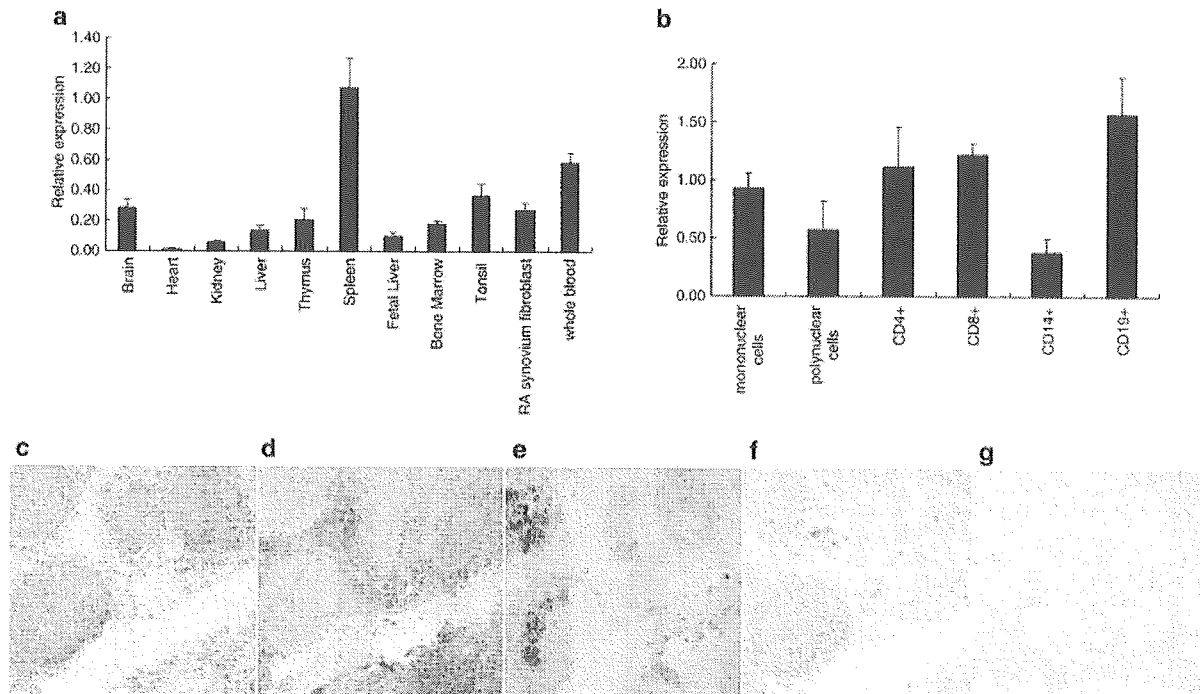 a
Relative expression
1.40
1.20
1.00
0.80
0.60
0.40
0.20
0.00
Brain
Heart
Kidney
Liver
Thymus
Spleen
Fetal Liver
Bone Marrow
Tonsil
RA synovium fibroblast
whole blood
b
Relative expression
2.00
1.50
1.00
0.50
0.00
mononuclear
cells
polynuclear
cells
CD4+
CD8+
CD14+
CD19+
c
d
e
f
g